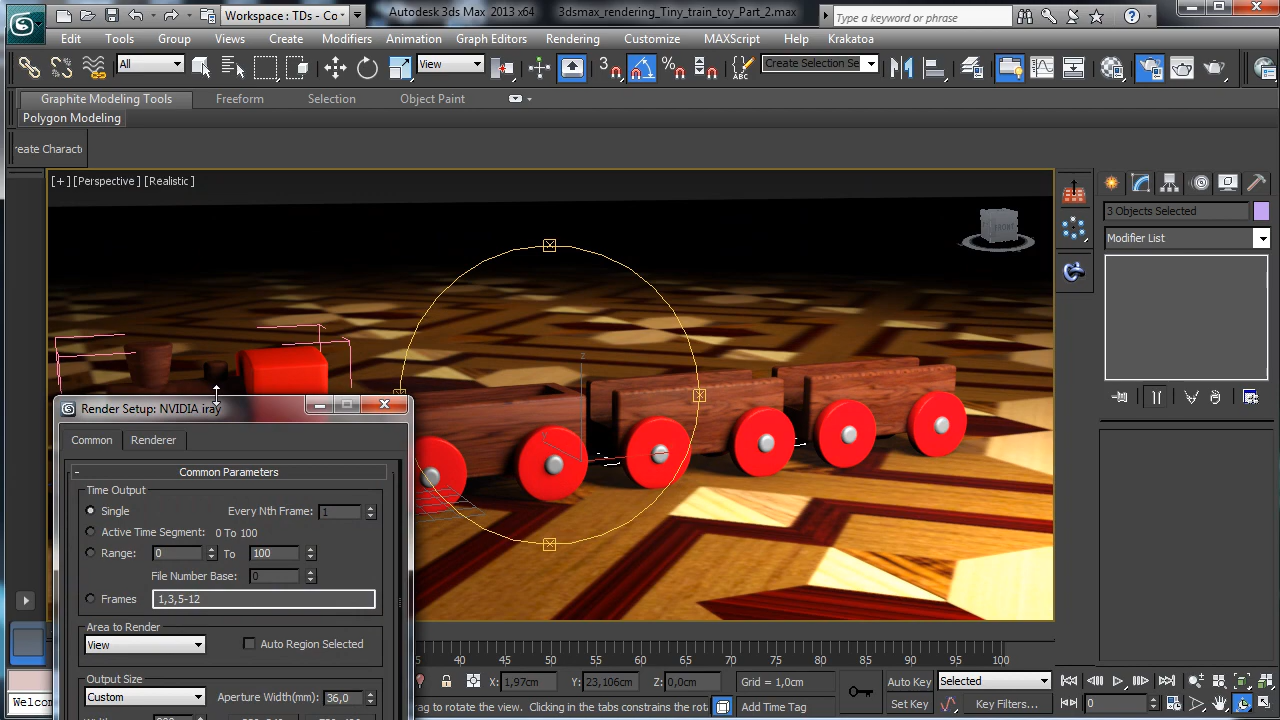 Workspace : TDs - Co
Autodesk 3ds Max 2013 x64
3dsmax_rendering_Tiny_train_toy_Part_2.max
Type a keyword or phrase
Edit Tools Group Views Create Modifiers Animation Graph Editors Rendering Customize MAXScript Help Krakatoa
All
View
3
Create Selection Se
Graphite Modeling Tools Freeform Selection Object Paint
Polygon Modeling
reate Characte
[+] [Perspective] [Realistic]
FRONT
3 Objects Selected
Modifier List
Z
Render Setup: NVIDIA iray
Common Renderer
Common Parameters
Time Output
Single Every Nth Frame: 1
Active Time Segment: 0 To 100
Range: 0 To 100
File Number Base: 0
Frames 1,3,5-12
Area to Render
View Auto Region Selected
Output Size
Custom Aperture Width(mm): 36,0
35 40 45 50 55 60 65 70 75 80 85 90 95 100
X: 1,97cm Y: 23,106cm Z: 0,0cm Grid = 1,0cm
Auto Key Selected
Welcom
rag to rotate the view. Clicking in the tabs constrains the rot
Add Time Tag
Set Key Key Filters... 0